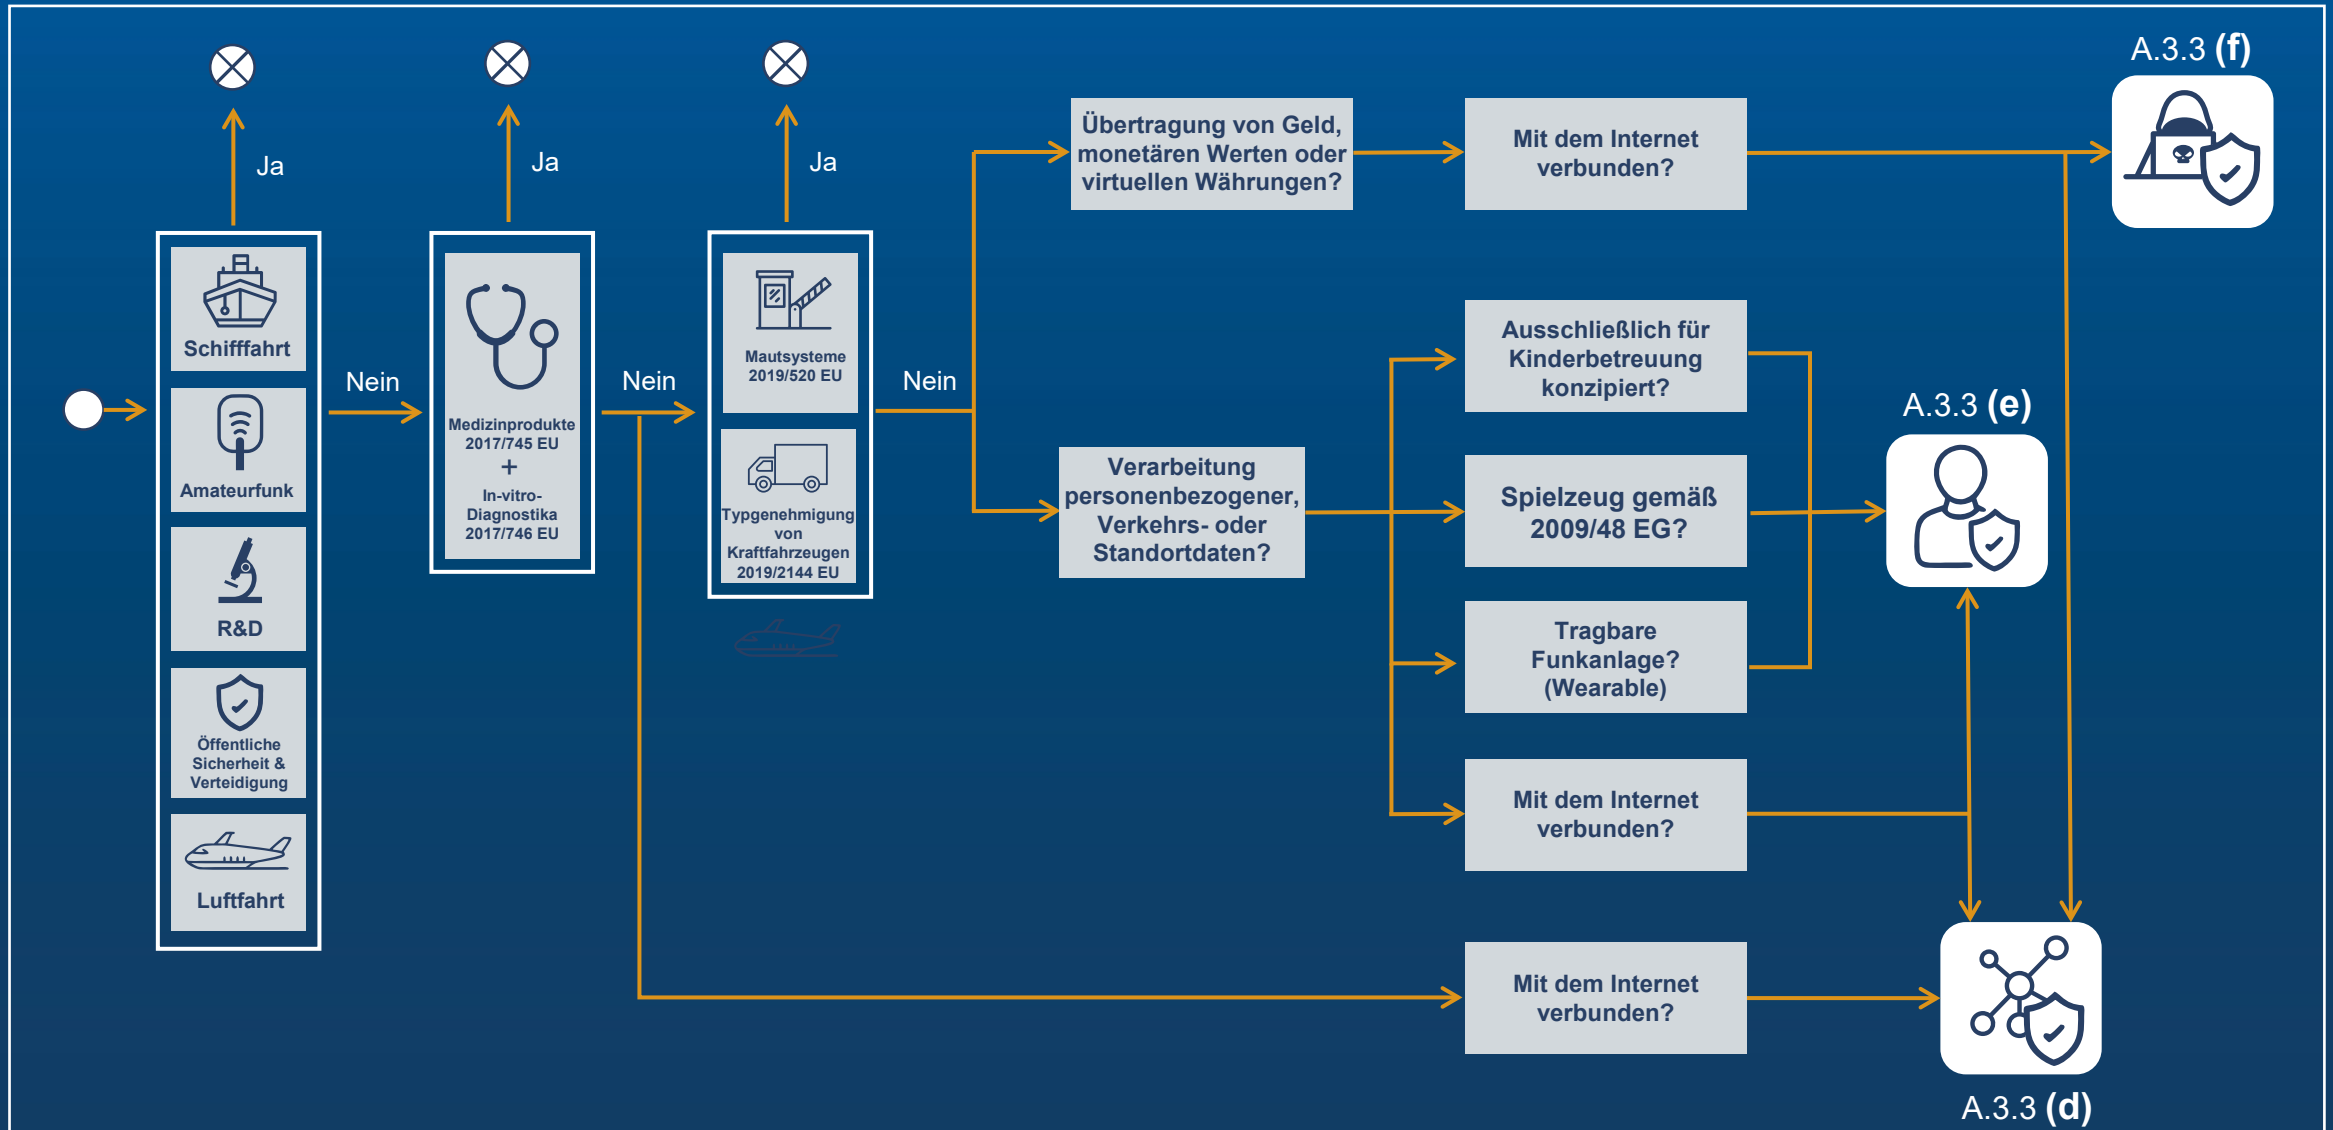 A.3.3 (f)
Ja
Ja
Ja
Übertragung von Geld,
monetären Werten oder
virtuellen Währungen?
Mit dem Internet
verbunden?
Schifffahrt
Amateurfunk
R&D
Öffentliche
Sicherheit &
Verteidigung
Luftfahrt
Nein
Medizinprodukte
2017/745 EU
+
In-vitro-
Diagnostika
2017/746 EU
Nein
Mautsysteme
2019/520 EU
Typgenehmigung
von
Kraftfahrzeugen
2019/2144 EU
Nein
Verarbeitung
personenbezogener,
Verkehrs- oder
Standortdaten?
Ausschließlich für
Kinderbetreuung
konzipiert?
Spielzeug gemäß
2009/48 EG?
Tragbare
Funkanlage?
(Wearable)
Mit dem Internet
verbunden?
Mit dem Internet
verbunden?
A.3.3 (e)
A.3.3 (d)